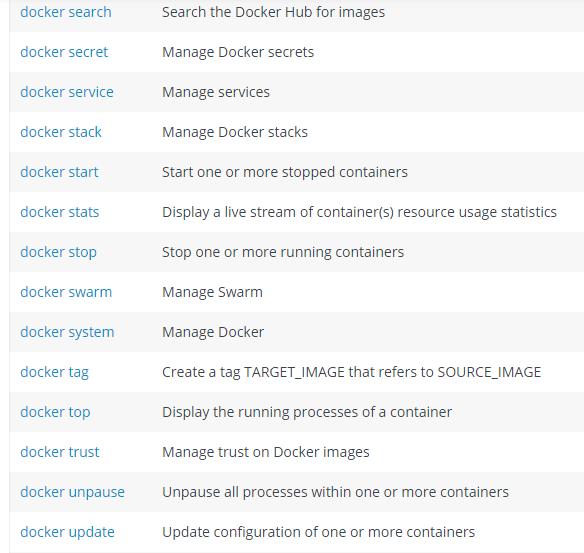 docker search Search the Docker Hub for images
docker secret Manage Docker secrets
docker service Manage services
docker stack Manage Docker stacks
docker start Start one or more stopped containers
docker stats Display a live stream of container(s) resource usage statistics
docker stop Stop one or more running containers
docker swarm Manage Swarm
docker system Manage Docker
docker tag Create a tag TARGET_IMAGE that refers to SOURCE_IMAGE
docker top Display the running processes of a container
docker trust Manage trust on Docker images
docker unpause Unpause all processes within one or more containers
docker update Update configuration of one or more containers